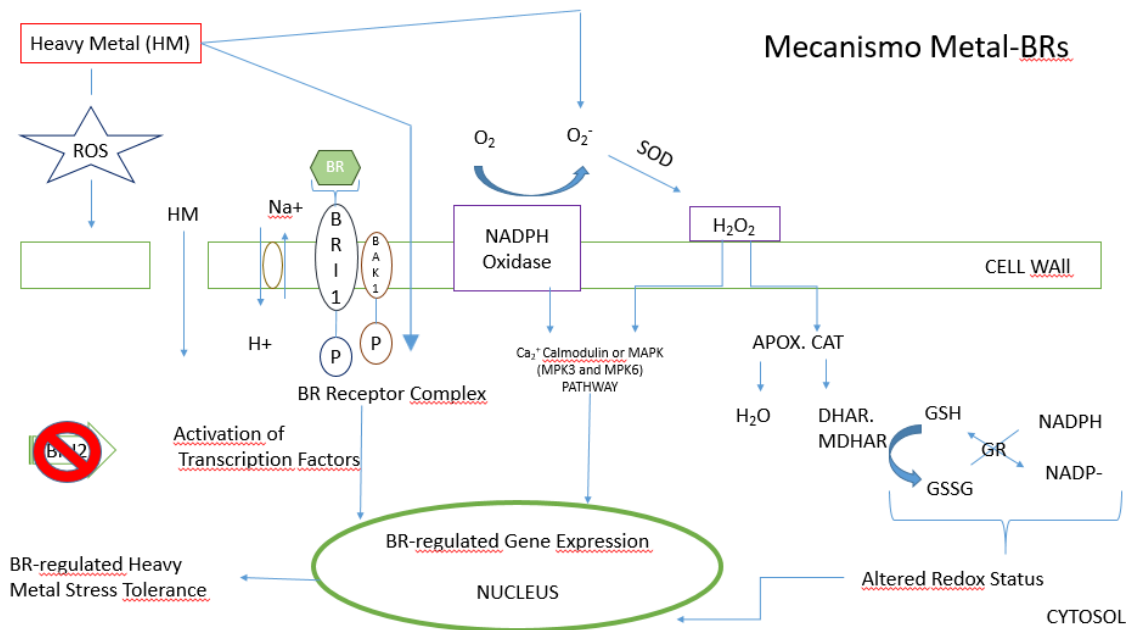 Heavy Metal (HM)
Mecanismo Metal-BRs
ROS
HM
Na+
H+
BR
BRI1
BAK1
P
P
BR Receptor Complex
O₂
O₂⁻
SOD
NADPH
Oxidase
H₂O₂
CELL WAll
Ca₂⁺ Calmodulin or MAPK
(MPK3 and MPK6)
PATHWAY
APOX. CAT
H₂O
DHAR.
MDHAR
GSH
GSSG
GR
NADPH
NADP-
Activation of
Transcription Factors
BR-regulated Gene Expression
NUCLEUS
BR-regulated Heavy
Metal Stress Tolerance
Altered Redox Status
CYTOSOL